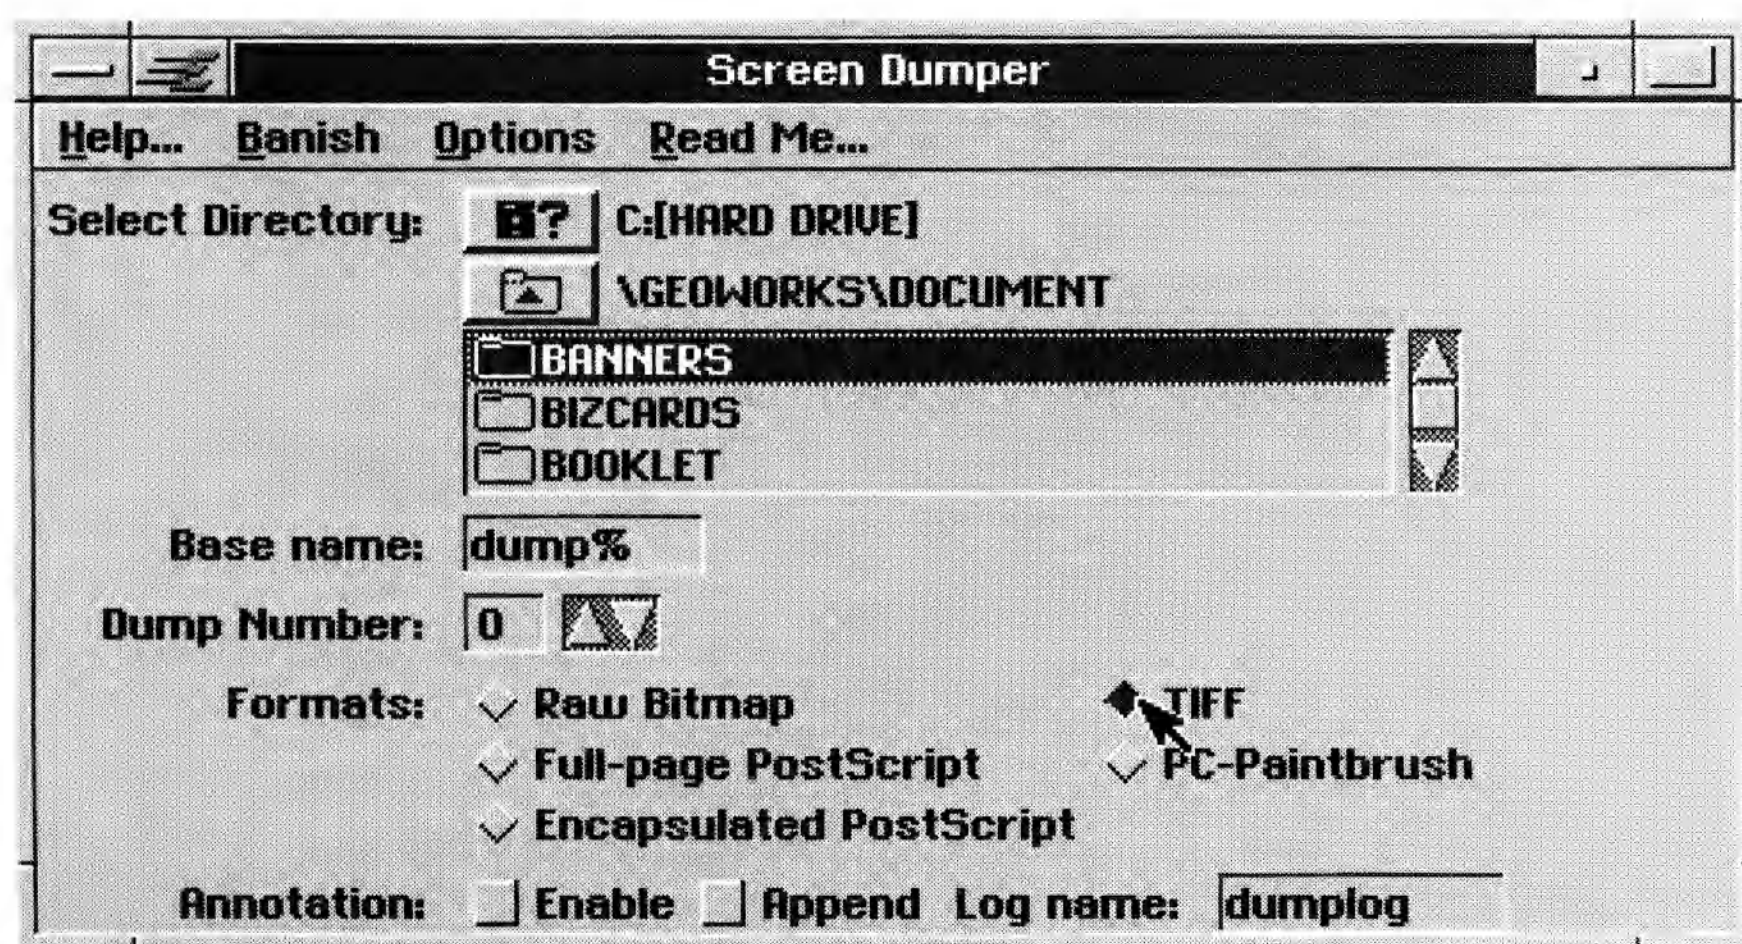 Screen Dumper
Help... Banish Options Read Me...
Select Directory: ? C:[HARD DRIVE]
\GEOWORKS\DOCUMENT
BANNERS
BIZCARDS
BOOKLET
Base name: dump%
Dump Number: 0
Formats: Raw Bitmap TIFF
Full-page PostScript PC-Paintbrush
Encapsulated PostScript
Annotation: Enable Append Log name: dumplog